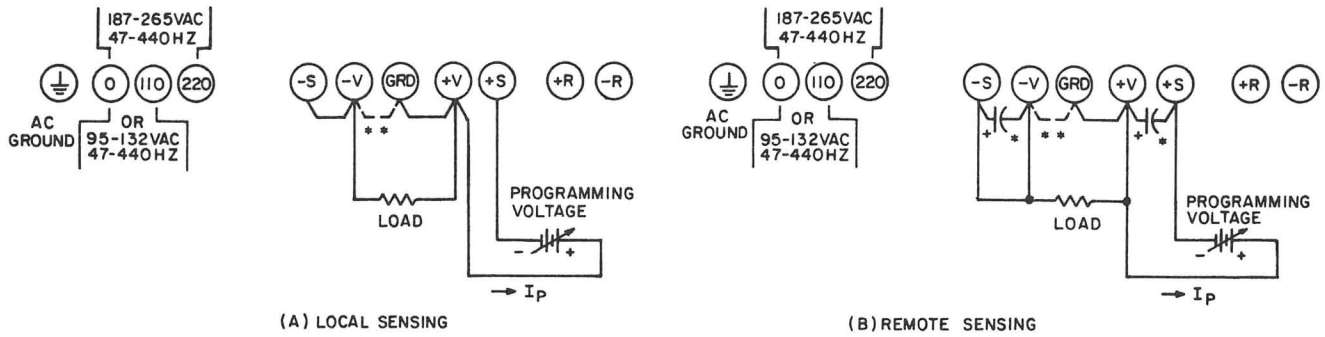 187-265VAC
47-440HZ
0 110 220
AC
GROUND
OR
95-132VAC
47-440HZ
-S -V GRD +V +S +R -R
* *
LOAD
PROGRAMMING
VOLTAGE
- +
→ IP
(A) LOCAL SENSING
187-265VAC
47-440HZ
0 110 220
AC
GROUND
OR
95-132VAC
47-440HZ
-S -V GRD +V +S +R -R
+ * * * + *
LOAD
PROGRAMMING
VOLTAGE
- +
→ IP
(B) REMOTE SENSING